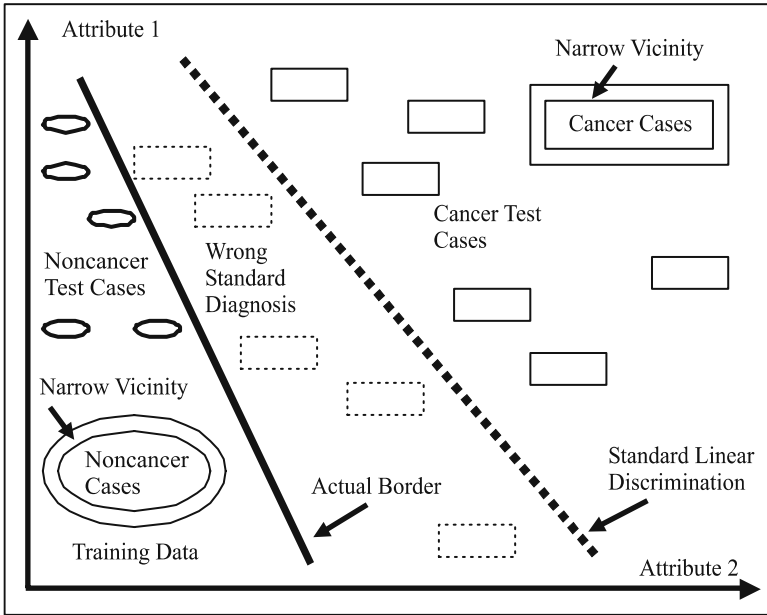 Attribute 1
Narrow Vicinity
Cancer Cases
Cancer Test
Cases
Wrong
Standard
Diagnosis
Noncancer
Test Cases
Narrow Vicinity
Noncancer
Cases
Training Data
Actual Border
Standard Linear
Discrimination
Attribute 2